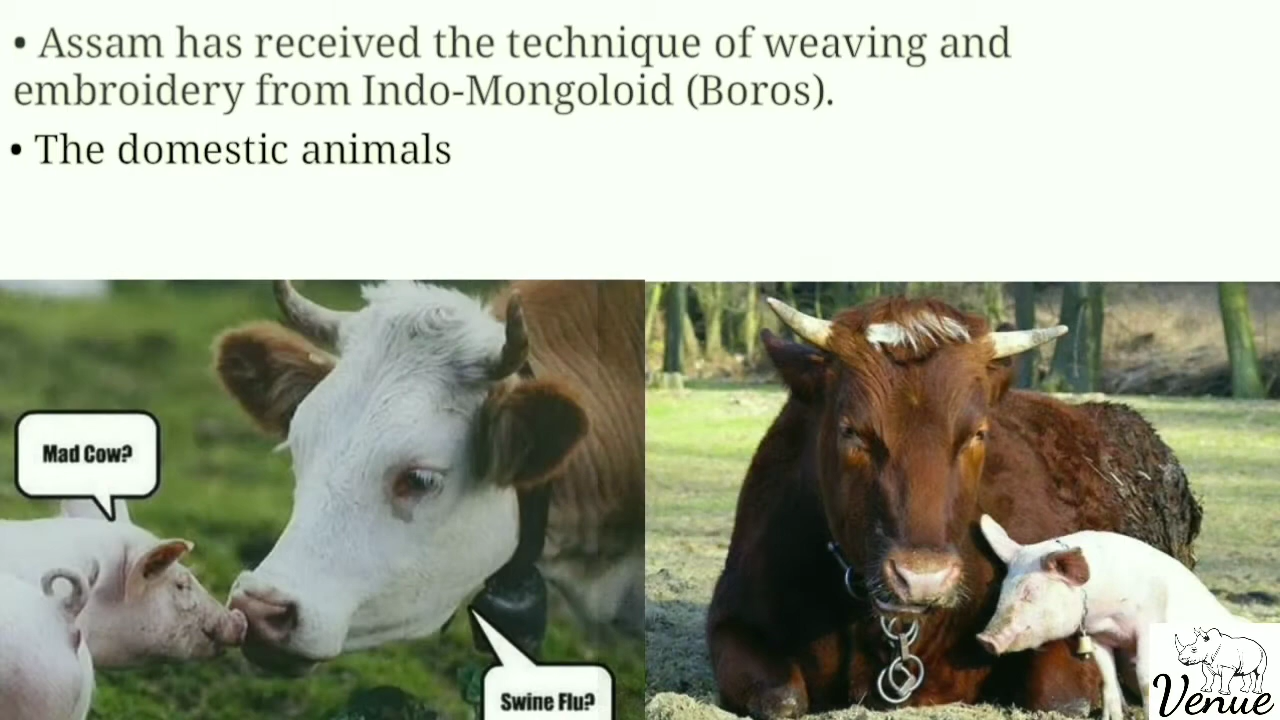 • Assam has received the technique of weaving and
embroidery from Indo-Mongoloid (Boros).
• The domestic animals
Mad Cow?
Swine Flu?
Venue